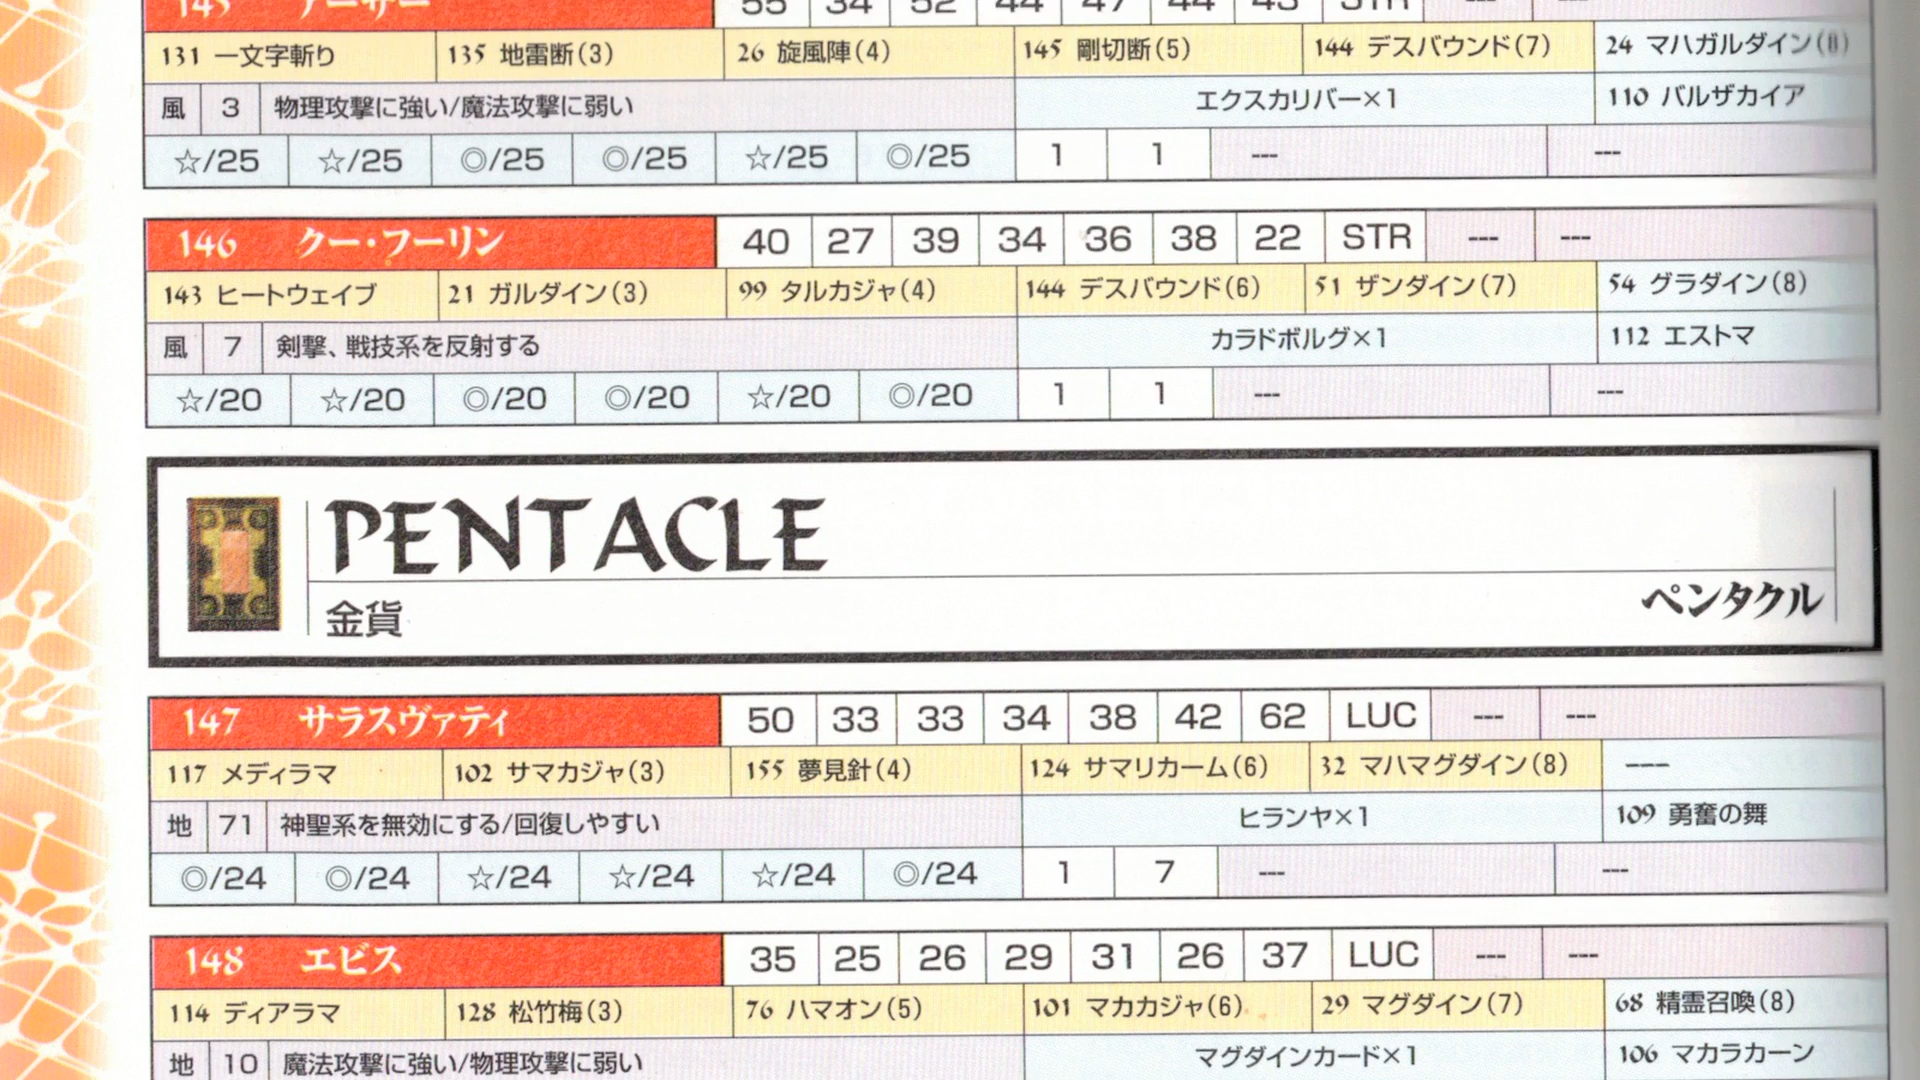 145 アーサー 55 34 52 44 47 44 43 STR --- ---
131 一文字斬り 135 地雷断(3) 26 旋風陣(4) 145 剛切断(5) 144 デスバウンド(7) 24 マハガルダイン(8)
風 3 物理攻撃に強い/魔法攻撃に弱い エクスカリバー×1 110 バルザカイア
☆/25 ☆/25 ◎/25 ◎/25 ☆/25 ◎/25 1 1 --- ---
146 クー・フーリン 40 27 39 34 36 38 22 STR --- ---
143 ヒートウェイブ 21 ガルダイン(3) 99 タルカジャ(4) 144 デスバウンド(6) 51 ザンダイン(7) 54 グラダイン(8)
風 7 剣撃、戦技系を反射する カラドボルグ×1 112 エストマ
☆/20 ☆/20 ◎/20 ◎/20 ☆/20 ◎/20 1 1 --- ---
PENTACLE
金貨 ペンタクル
147 サラスヴァティ 50 33 33 34 38 42 62 LUC --- ---
117 メディラマ 102 サマカジャ(3) 155 夢見針(4) 124 サマリカーム(6) 32 マハマグダイン(8) ---
地 71 神聖系を無効にする/回復しやすい ヒランヤ×1 109 勇奮の舞
◎/24 ◎/24 ☆/24 ☆/24 ☆/24 ◎/24 1 7 --- ---
148 エビス 35 25 26 29 31 26 37 LUC --- ---
114 ディアラマ 128 松竹梅(3) 76 ハマオン(5) 101 マカカジャ(6) 29 マグダイン(7) 68 精霊召喚(8)
地 10 魔法攻撃に強い/物理攻撃に弱い マグダインカード×1 106 マカラカーン